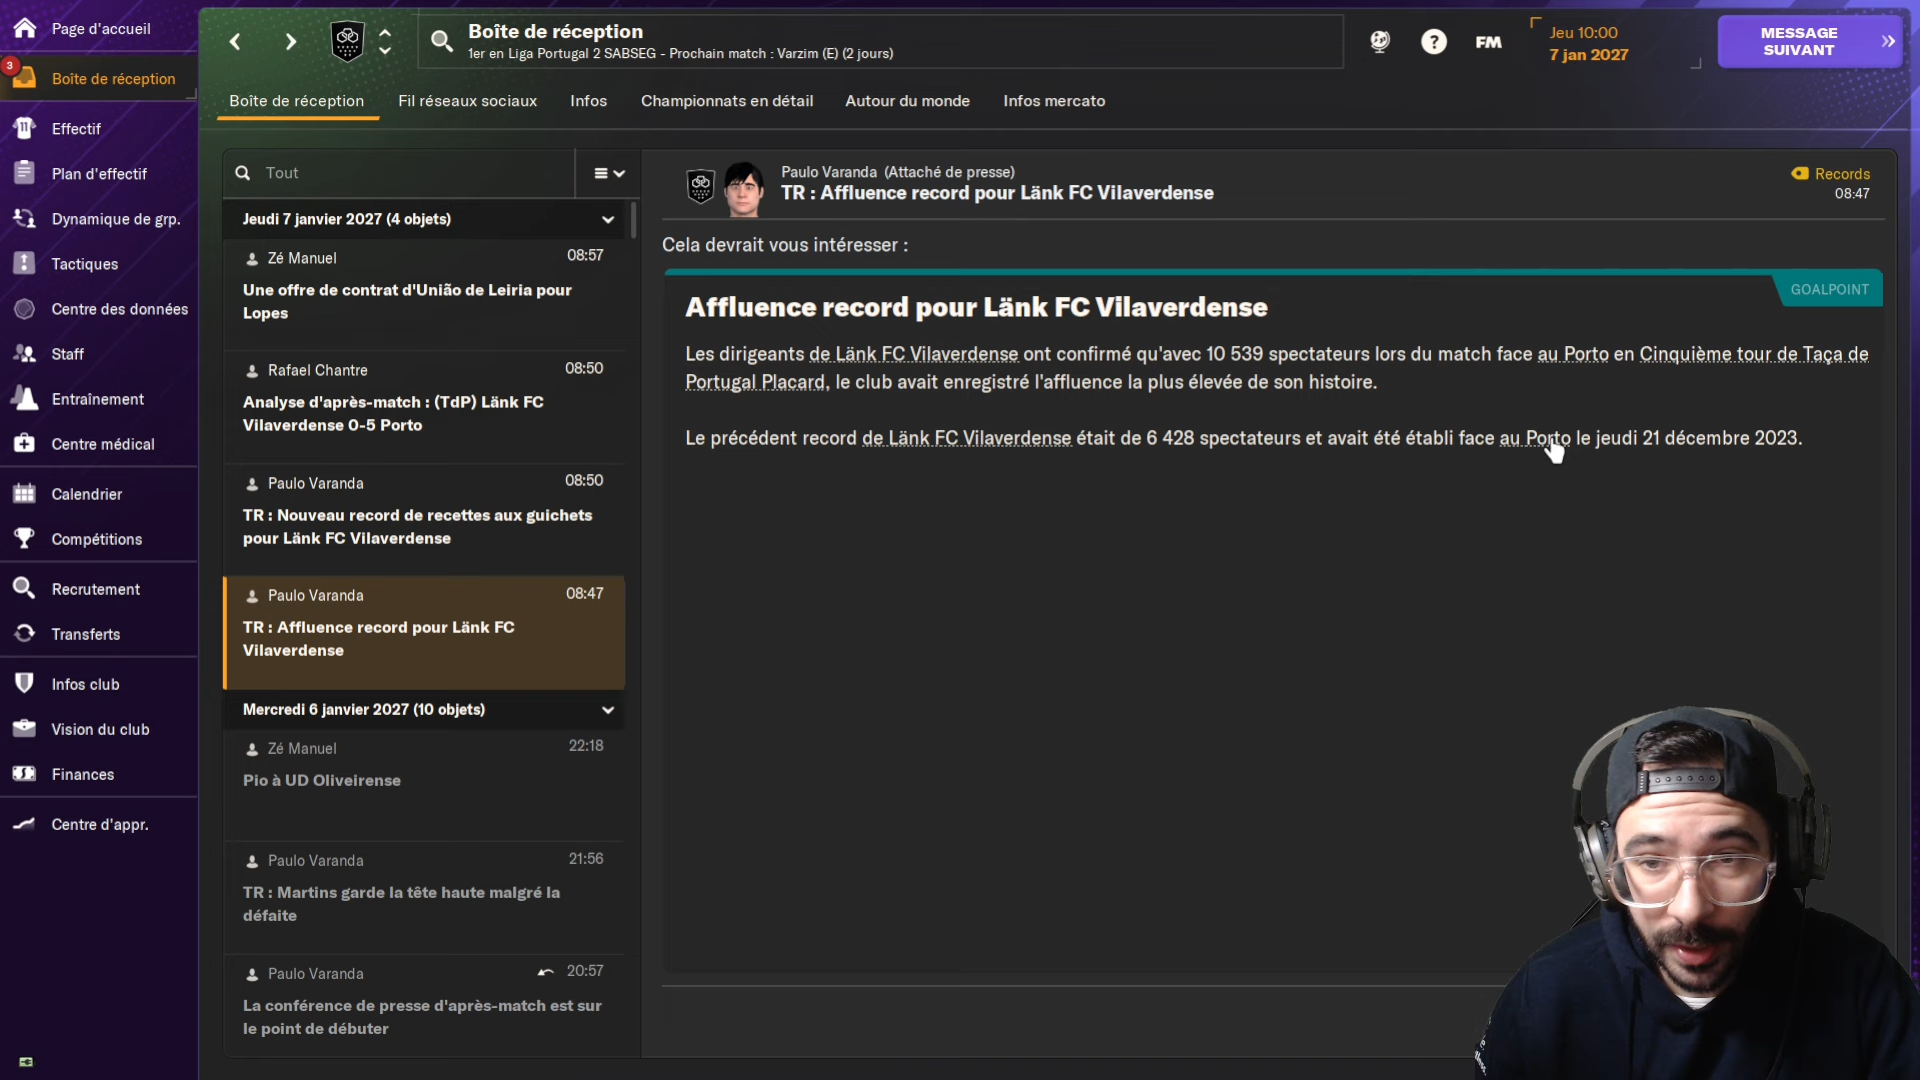 Page d'accueil
3
Boîte de réception
Effectif
Plan d'effectif
Dynamique de grp.
Tactiques
Centre des données
Staff
Entraînement
Centre médical
Calendrier
Compétitions
Recrutement
Transferts
Infos club
Vision du club
Finances
Centre d'appr.
Boîte de réception
1er en Liga Portugal 2 SABSEG - Prochain match : Varzim (E) (2 jours)
?
FM
Jeu 10:00
7 jan 2027
MESSAGE
SUIVANT
Boîte de réception
Fil réseaux sociaux
Infos
Championnats en détail
Autour du monde
Infos mercato
Tout
Jeudi 7 janvier 2027 (4 objets)
Zé Manuel 08:57
Une offre de contrat d'União de Leiria pour
Lopes
Rafael Chantre 08:50
Analyse d'après-match : (TdP) Länk FC
Vilaverdense 0-5 Porto
Paulo Varanda 08:50
TR : Nouveau record de recettes aux guichets
pour Länk FC Vilaverdense
Paulo Varanda 08:47
TR : Affluence record pour Länk FC
Vilaverdense
Mercredi 6 janvier 2027 (10 objets)
Zé Manuel 22:18
Pio à UD Oliveirense
Paulo Varanda 21:56
TR : Martins garde la tête haute malgré la
défaite
Paulo Varanda 20:57
La conférence de presse d'après-match est sur
le point de débuter
Paulo Varanda (Attaché de presse)
TR : Affluence record pour Länk FC Vilaverdense
Records
08:47
Cela devrait vous intéresser :
GOALPOINT
Affluence record pour Länk FC Vilaverdense
Les dirigeants de Länk FC Vilaverdense ont confirmé qu'avec 10 539 spectateurs lors du match face au Porto en Cinquième tour de Taça de
Portugal Placard, le club avait enregistré l'affluence la plus élevée de son histoire.
Le précédent record de Länk FC Vilaverdense était de 6 428 spectateurs et avait été établi face au Porto le jeudi 21 décembre 2023.